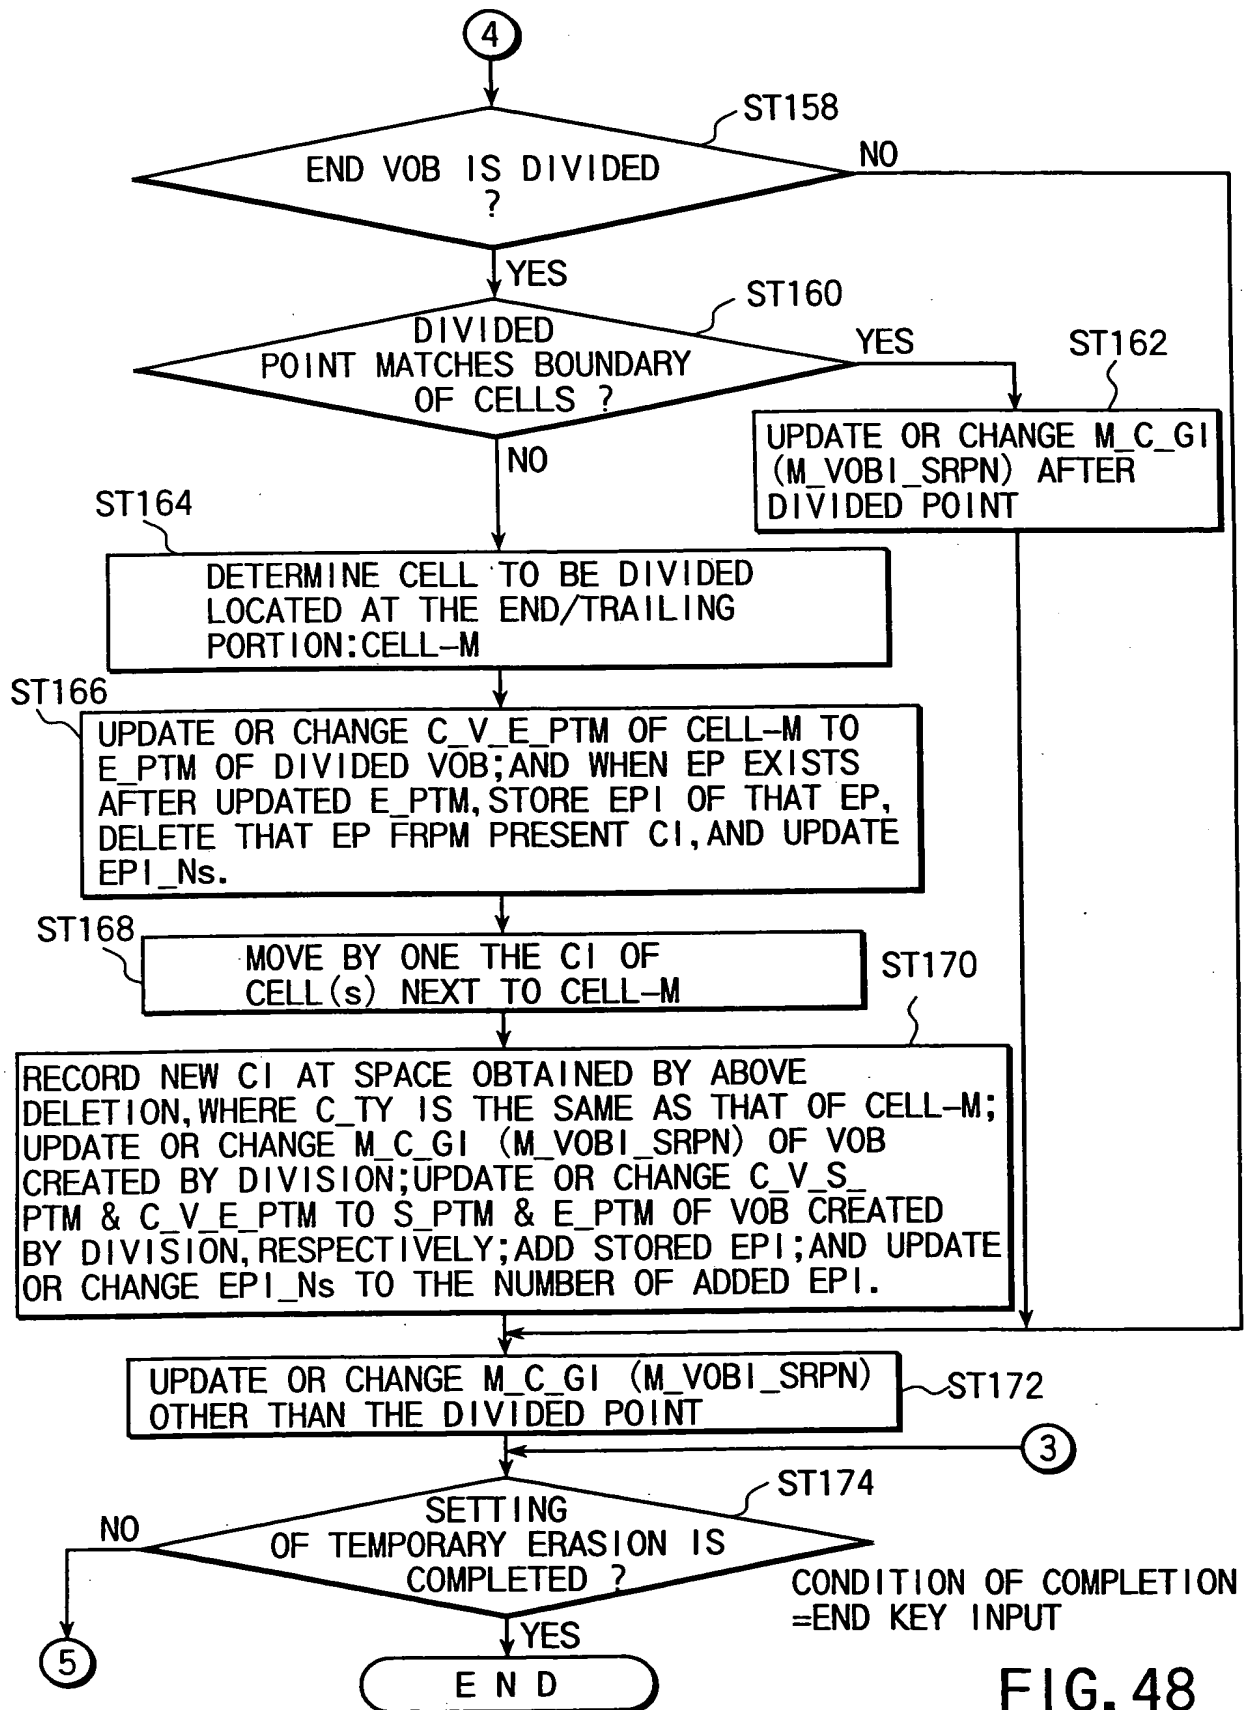 4
ST158
END VOB IS DIVIDED
?
NO
YES
ST160
DIVIDED
POINT MATCHES BOUNDARY
OF CELLS ?
YES
ST162
UPDATE OR CHANGE M_C_GI
(M_VOBI_SRPN) AFTER
DIVIDED POINT
NO
ST164
DETERMINE CELL TO BE DIVIDED
LOCATED AT THE END/TRAILING
PORTION:CELL-M
ST166
UPDATE OR CHANGE C_V_E_PTM OF CELL-M TO
E_PTM OF DIVIDED VOB;AND WHEN EP EXISTS
AFTER UPDATED E_PTM,STORE EPI OF THAT EP,
DELETE THAT EP FRPM PRESENT CI,AND UPDATE
EPI_Ns.
ST168
MOVE BY ONE THE CI OF
CELL(s) NEXT TO CELL-M
ST170
RECORD NEW CI AT SPACE OBTAINED BY ABOVE
DELETION,WHERE C_TY IS THE SAME AS THAT OF CELL-M;
UPDATE OR CHANGE M_C_GI (M_VOBI_SRPN) OF VOB
CREATED BY DIVISION;UPDATE OR CHANGE C_V_S_
PTM & C_V_E_PTM TO S_PTM & E_PTM OF VOB CREATED
BY DIVISION,RESPECTIVELY;ADD STORED EPI;AND UPDATE
OR CHANGE EPI_Ns TO THE NUMBER OF ADDED EPI.
UPDATE OR CHANGE M_C_GI (M_VOBI_SRPN)
OTHER THAN THE DIVIDED POINT
ST172
3
ST174
SETTING
OF TEMPORARY ERASION IS
COMPLETED ?
NO
CONDITION OF COMPLETION
=END KEY INPUT
YES
5
END
FIG. 48